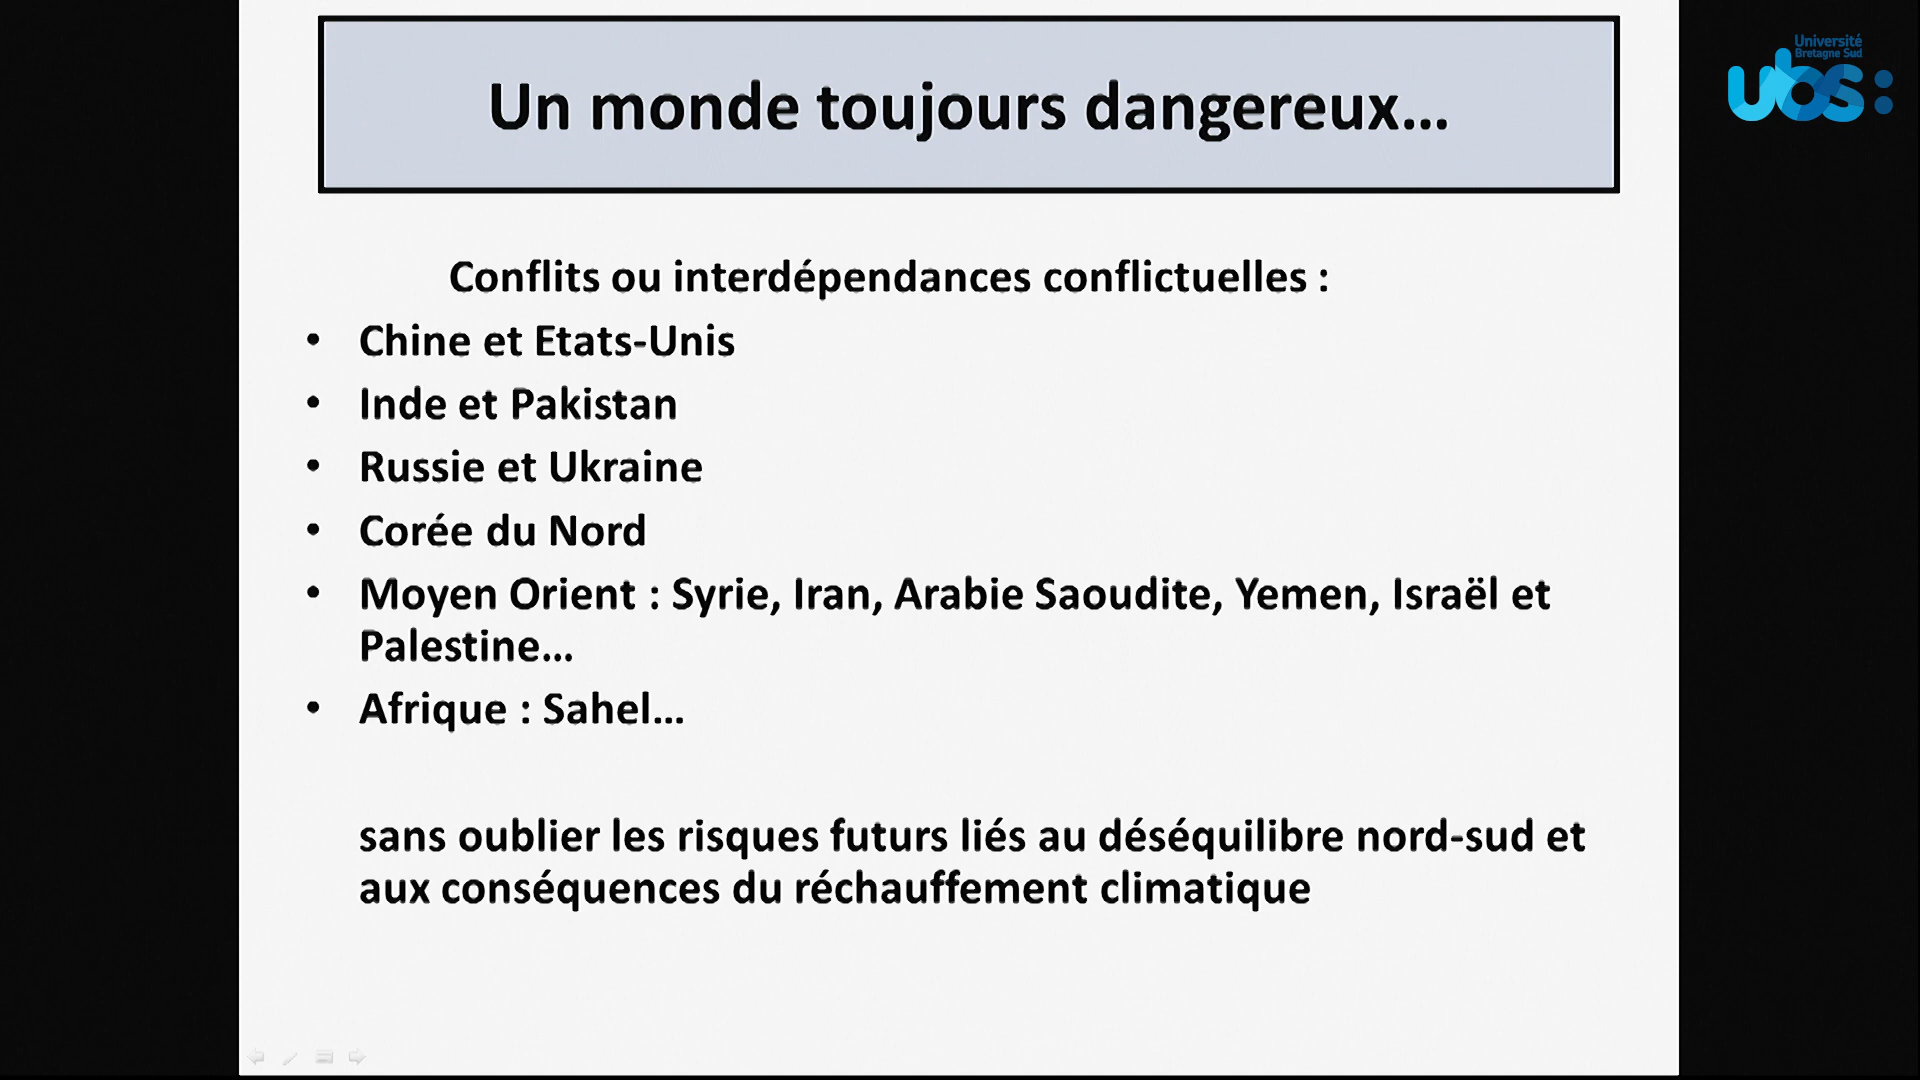 Université
Bretagne Sud
ubs:
Un monde toujours dangereux...
Conflits ou interdépendances conflictuelles :
• Chine et Etats-Unis
• Inde et Pakistan
• Russie et Ukraine
• Corée du Nord
• Moyen Orient : Syrie, Iran, Arabie Saoudite, Yemen, Israël et
Palestine...
• Afrique : Sahel...
sans oublier les risques futurs liés au déséquilibre nord-sud et
aux conséquences du réchauffement climatique